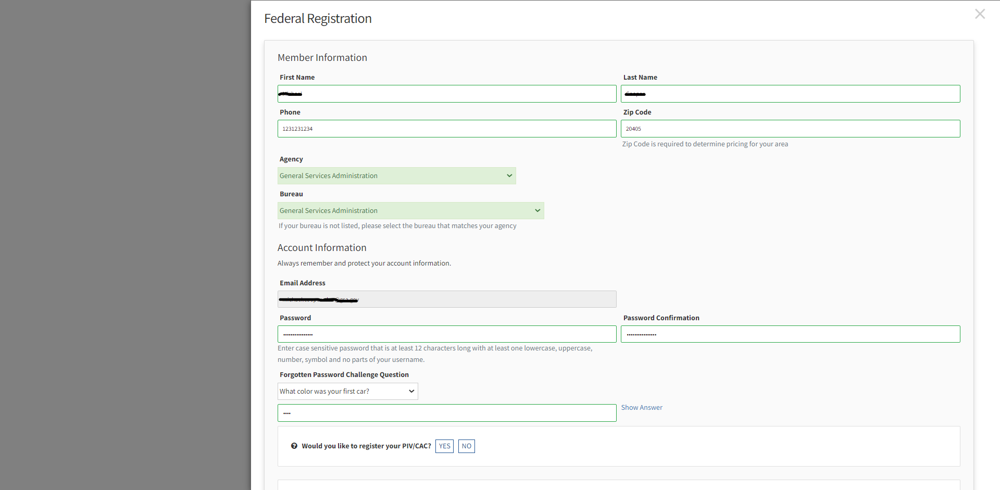 Federal Registration
Member Information
First Name
Last Name
Phone
Zip Code
1231231234
20405
Zip Code is required to determine pricing for your area
Agency
General Services Administration
Bureau
General Services Administration
If your bureau is not listed, please select the bureau that matches your agency
Account Information
Always remember and protect your account information.
Email Address
Password
Password Confirmation
Enter case sensitive password that is at least 12 characters long with at least one lowercase, uppercase,
number, symbol and no parts of your username.
Forgotten Password Challenge Question
What color was your first car?
Show Answer
Would you like to register your PIV/CAC? YES NO